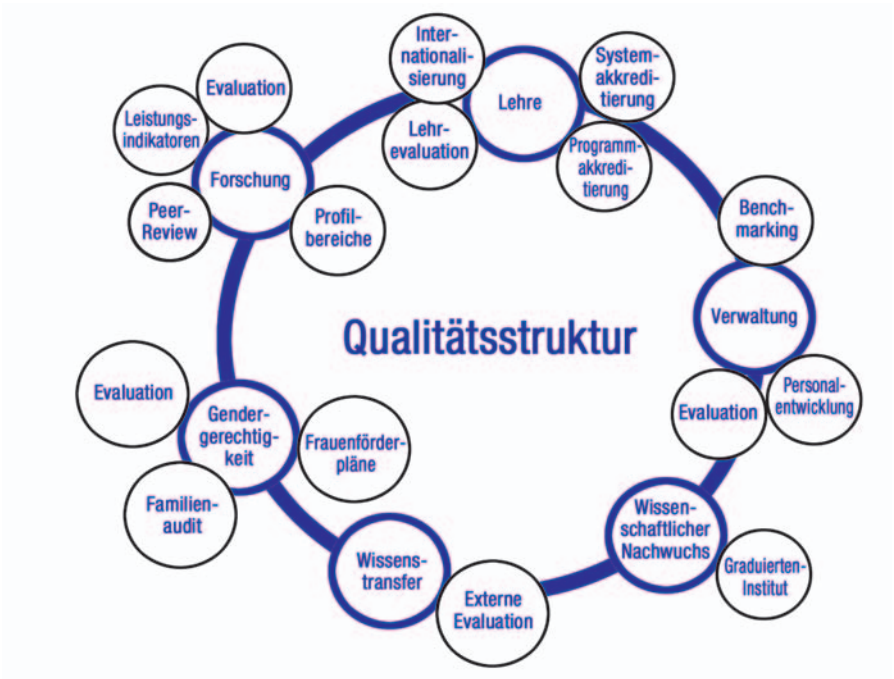 Inter-
nationali-
sierung
Lehre
System-
akkredi-
tierung
Lehr-
evaluation
Programm-
akkredi-
tierung
Evaluation
Leistungs-
indikatoren
Forschung
Peer-
Review
Profil-
bereiche
Bench-
marking
Verwaltung
Evaluation
Personal-
entwicklung
Qualitätsstruktur
Evaluation
Gender-
gerechtig-
keit
Frauenförder-
pläne
Familien-
audit
Wissens-
transfer
Externe
Evaluation
Wissen-
schaftlicher
Nachwuchs
Graduierten-
Institut